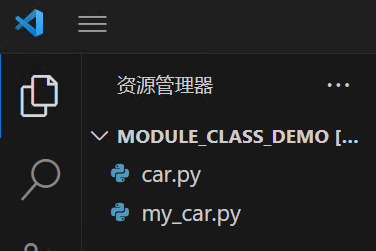 资源管理器
MODULE_CLASS_DEMO [...
car.py
my_car.py